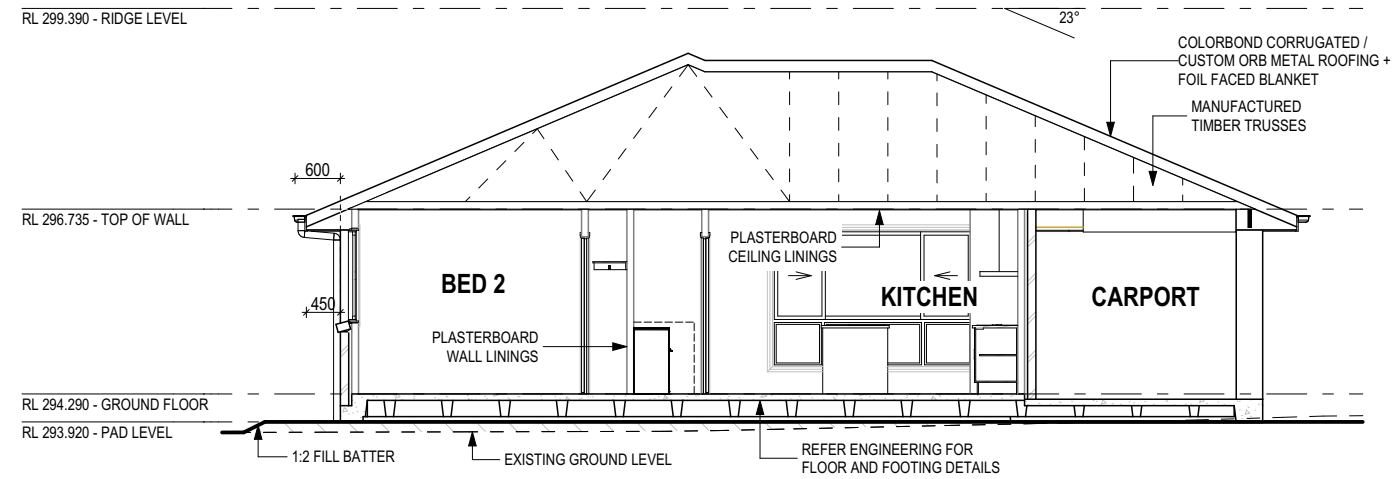 RL 299.390 - RIDGE LEVEL
23°
COLORBOND CORRUGATED /
CUSTOM ORB METAL ROOFING +
FOIL FACED BLANKET
MANUFACTURED
TIMBER TRUSSES
600
RL 296.735 - TOP OF WALL
PLASTERBOARD
CEILING LININGS
BED 2
KITCHEN
CARPORT
450
PLASTERBOARD
WALL LININGS
RL 294.290 - GROUND FLOOR
RL 293.920 - PAD LEVEL
1:2 FILL BATTER
EXISTING GROUND LEVEL
REFER ENGINEERING FOR
FLOOR AND FOOTING DETAILS